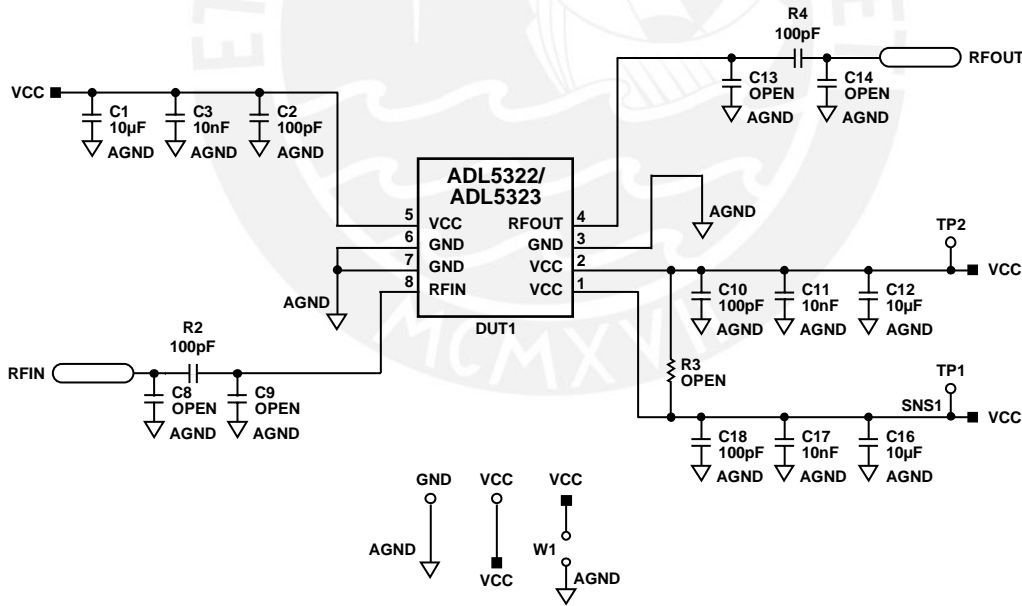 R4
100pF
RFOUT
C13
OPEN
AGND
C14
OPEN
AGND
VCC
C1
10µF
AGND
C3
10nF
AGND
C2
100pF
AGND
ADL5322/
ADL5323
5
VCC
RFOUT
4
6
GND
GND
3
7
GND
VCC
2
8
RFIN
VCC
1
DUT1
AGND
AGND
TP2
VCC
C10
100pF
AGND
C11
10nF
AGND
C12
10µF
AGND
R2
100pF
RFIN
C8
OPEN
AGND
C9
OPEN
AGND
R3
OPEN
TP1
SNS1
VCC
C18
100pF
AGND
C17
10nF
AGND
C16
10µF
AGND
GND
AGND
VCC
VCC
VCC
W1
AGND
MCMXVII